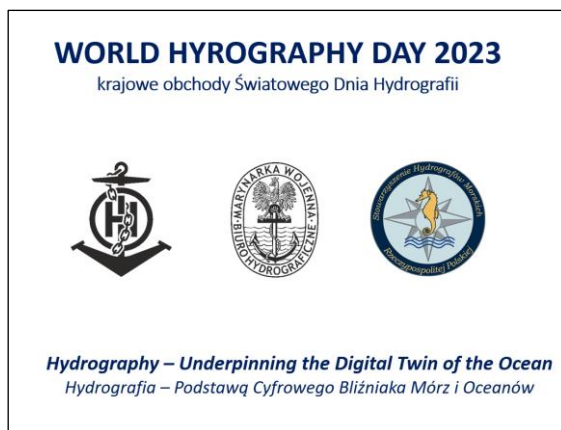 WORLD HYROGRAPHY DAY 2023
krajowe obchody Światowego Dnia Hydrografii
H
MARYNARKA WOJENNA
BIURO HYDROGRAFICZNE
Stowarzyszenie Hydrografów Morskich
Rzeczypospolitej Polskiej
Hydrography – Underpinning the Digital Twin of the Ocean
Hydrografia – Podstawą Cyfrowego Bliźniaka Mórz i Oceanów